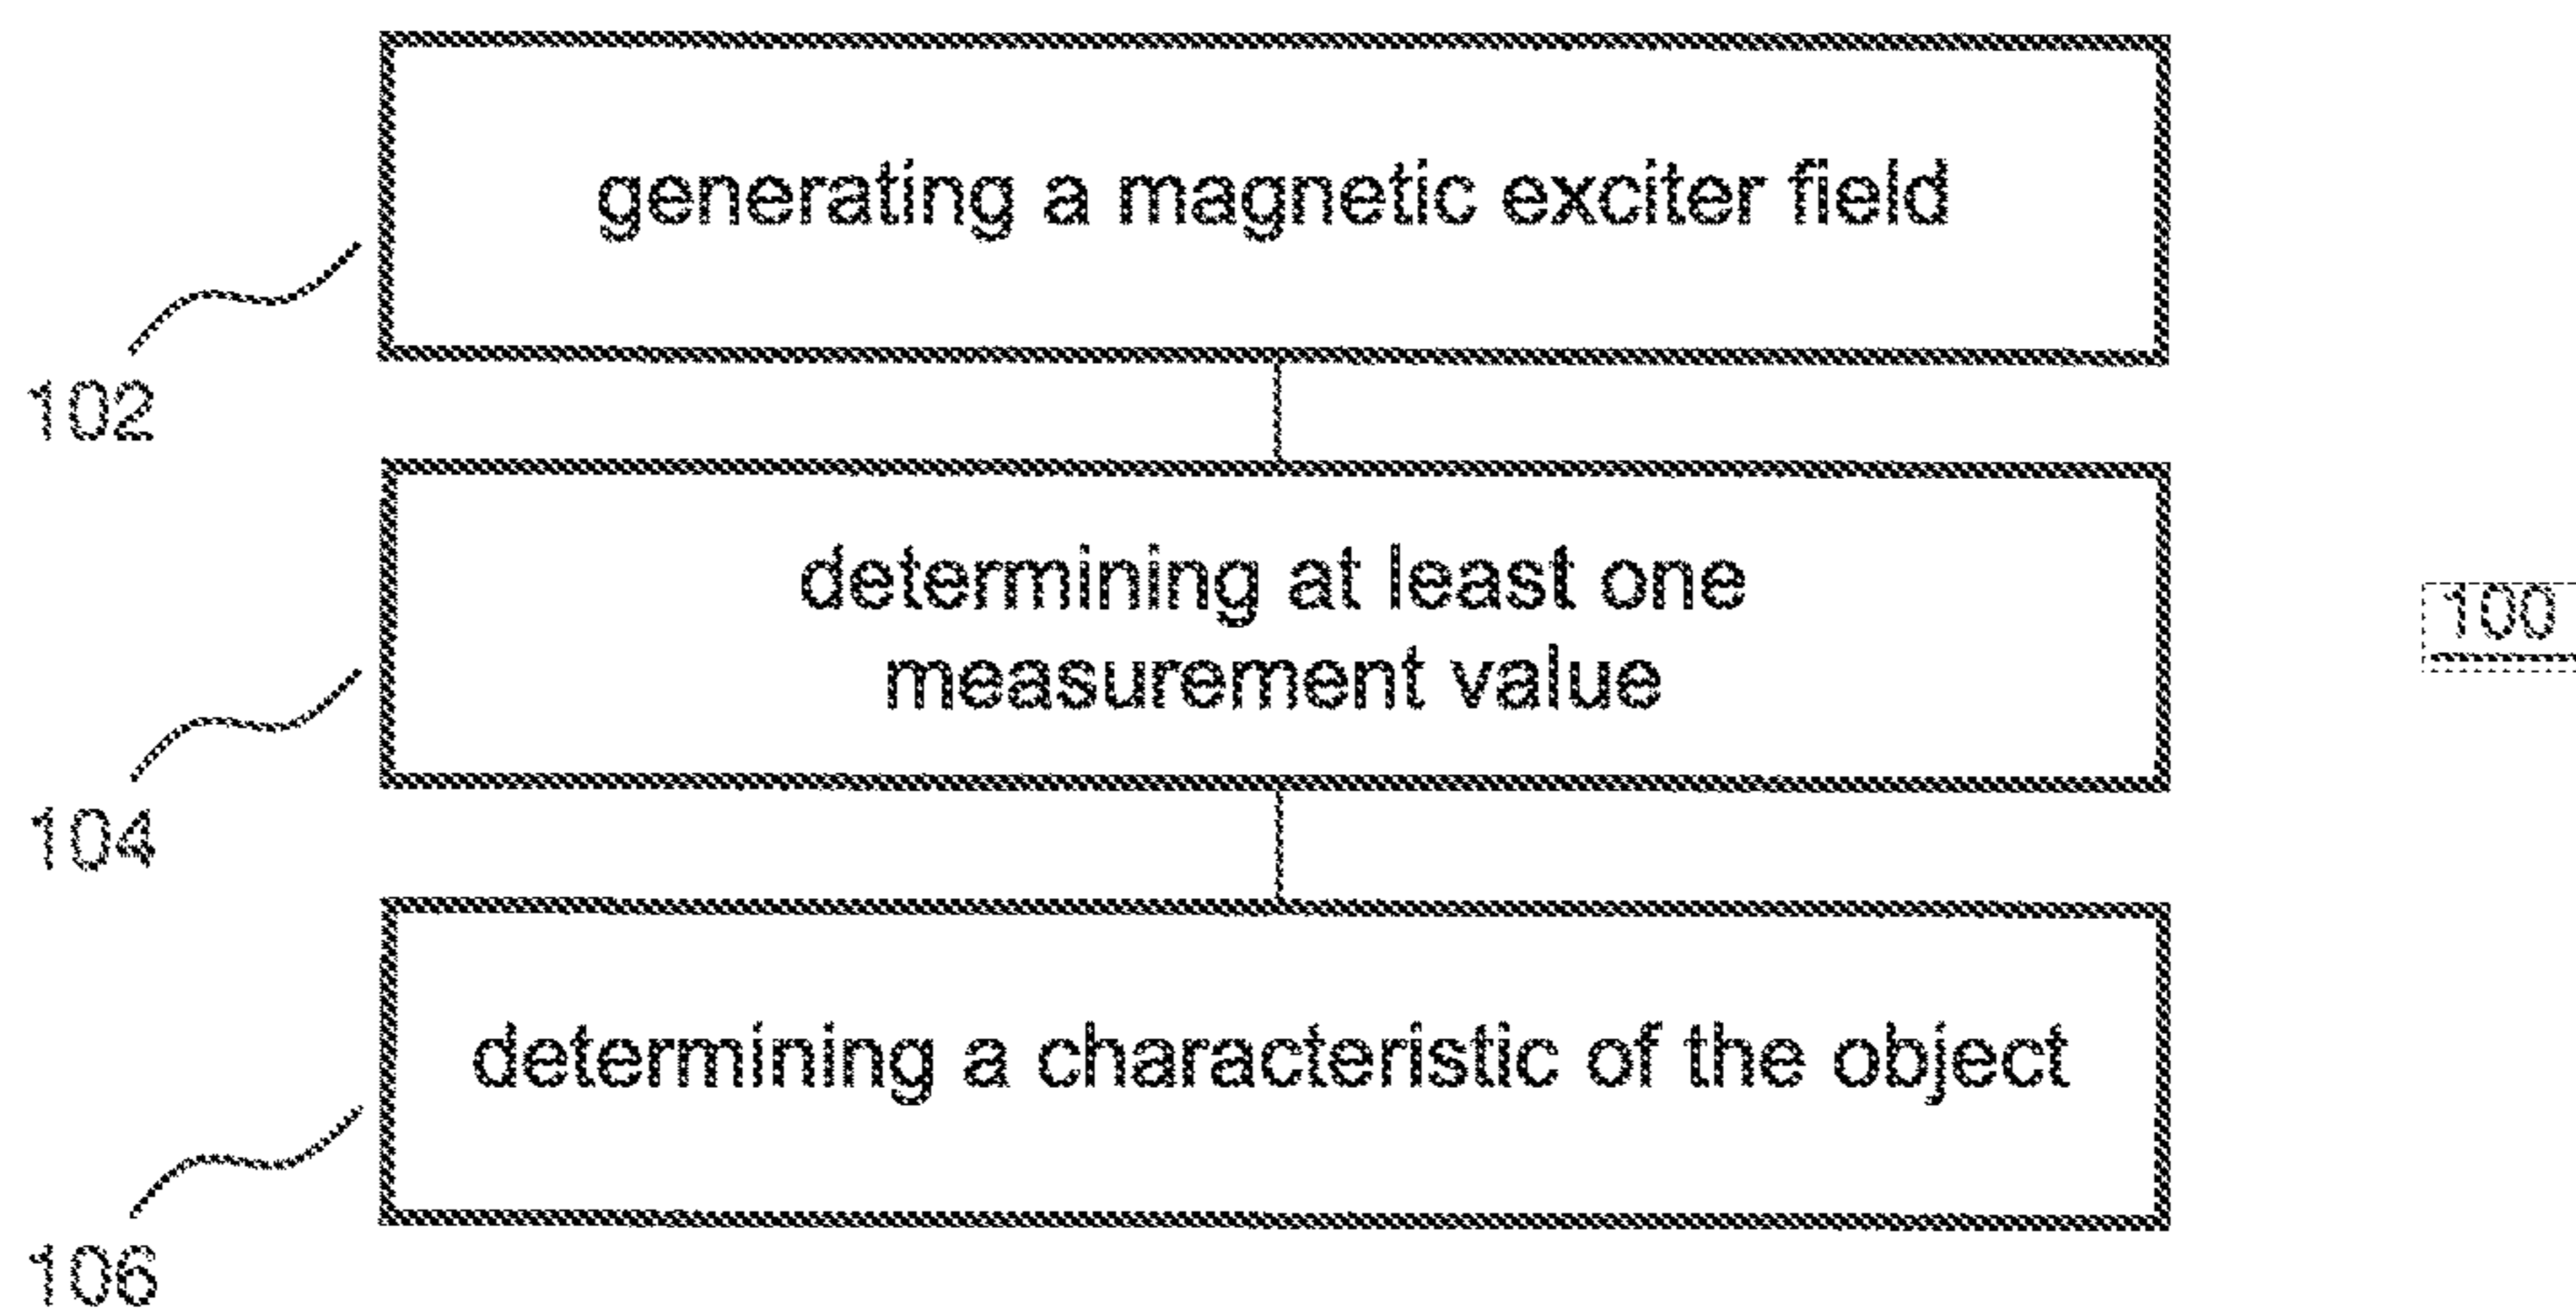 generating a magnetic exciter field
102
determining at least one
measurement value
100
104
determining a characteristic of the object
106